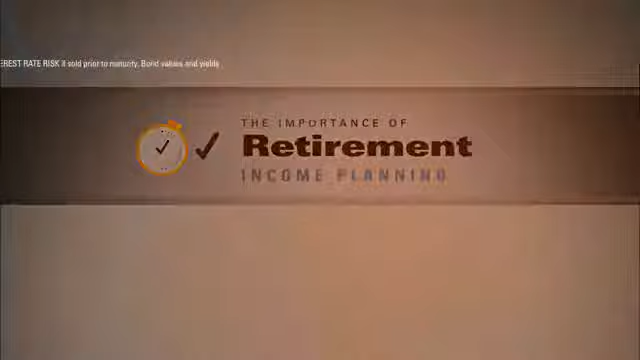 EREST RATE RISK if sold prior to maturity. Bond values and yields
THE IMPORTANCE OF
Retirement
INCOME PLANNING